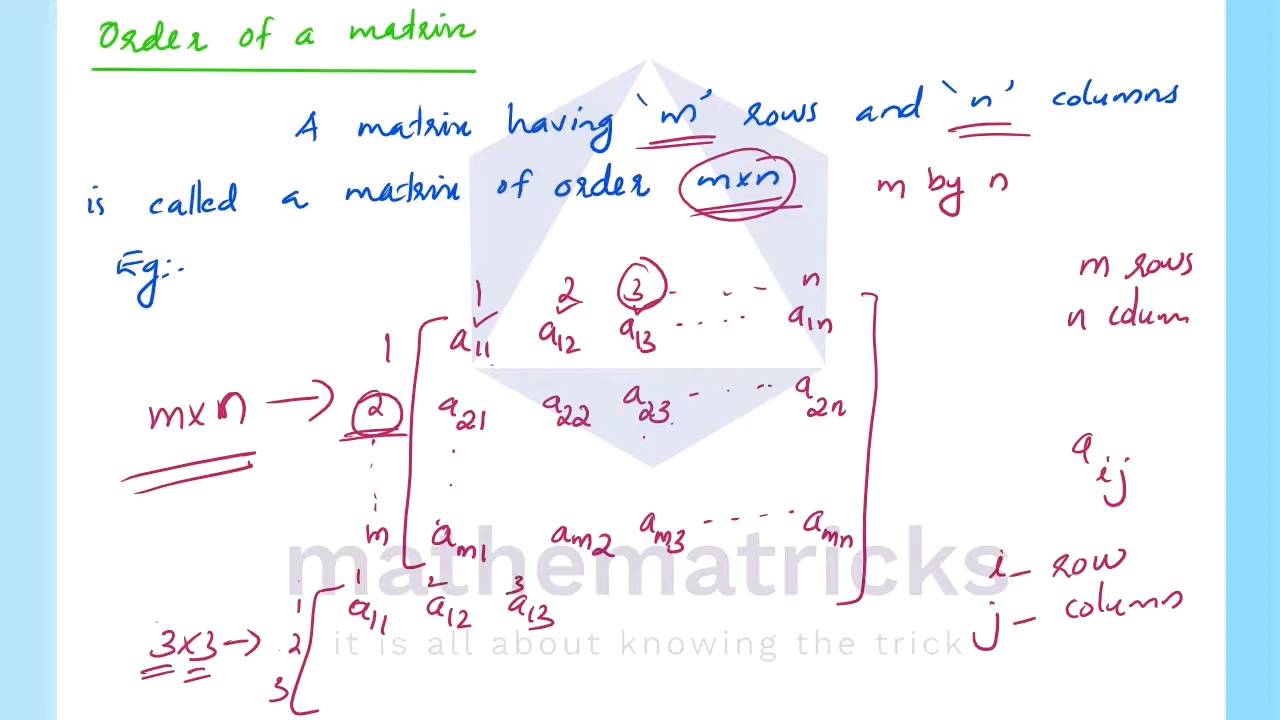 Order of a matrix
A matrix having 'm' rows and 'n' columns
is called a matrix of order m×n m by n
Eg:-
m rows
n colum
1 2 3 - - - n
1 a11 a12 a13 . . . . a1n
m×n → 2 a21 a22 a23 - . . . a2n
aij
m am1 am2 am3 - - - . . . amn
mathematricks
i - row
j - columns
1 2 3
1 a11 a12 a13
3×3 → 2
it is all about knowing the trick
3